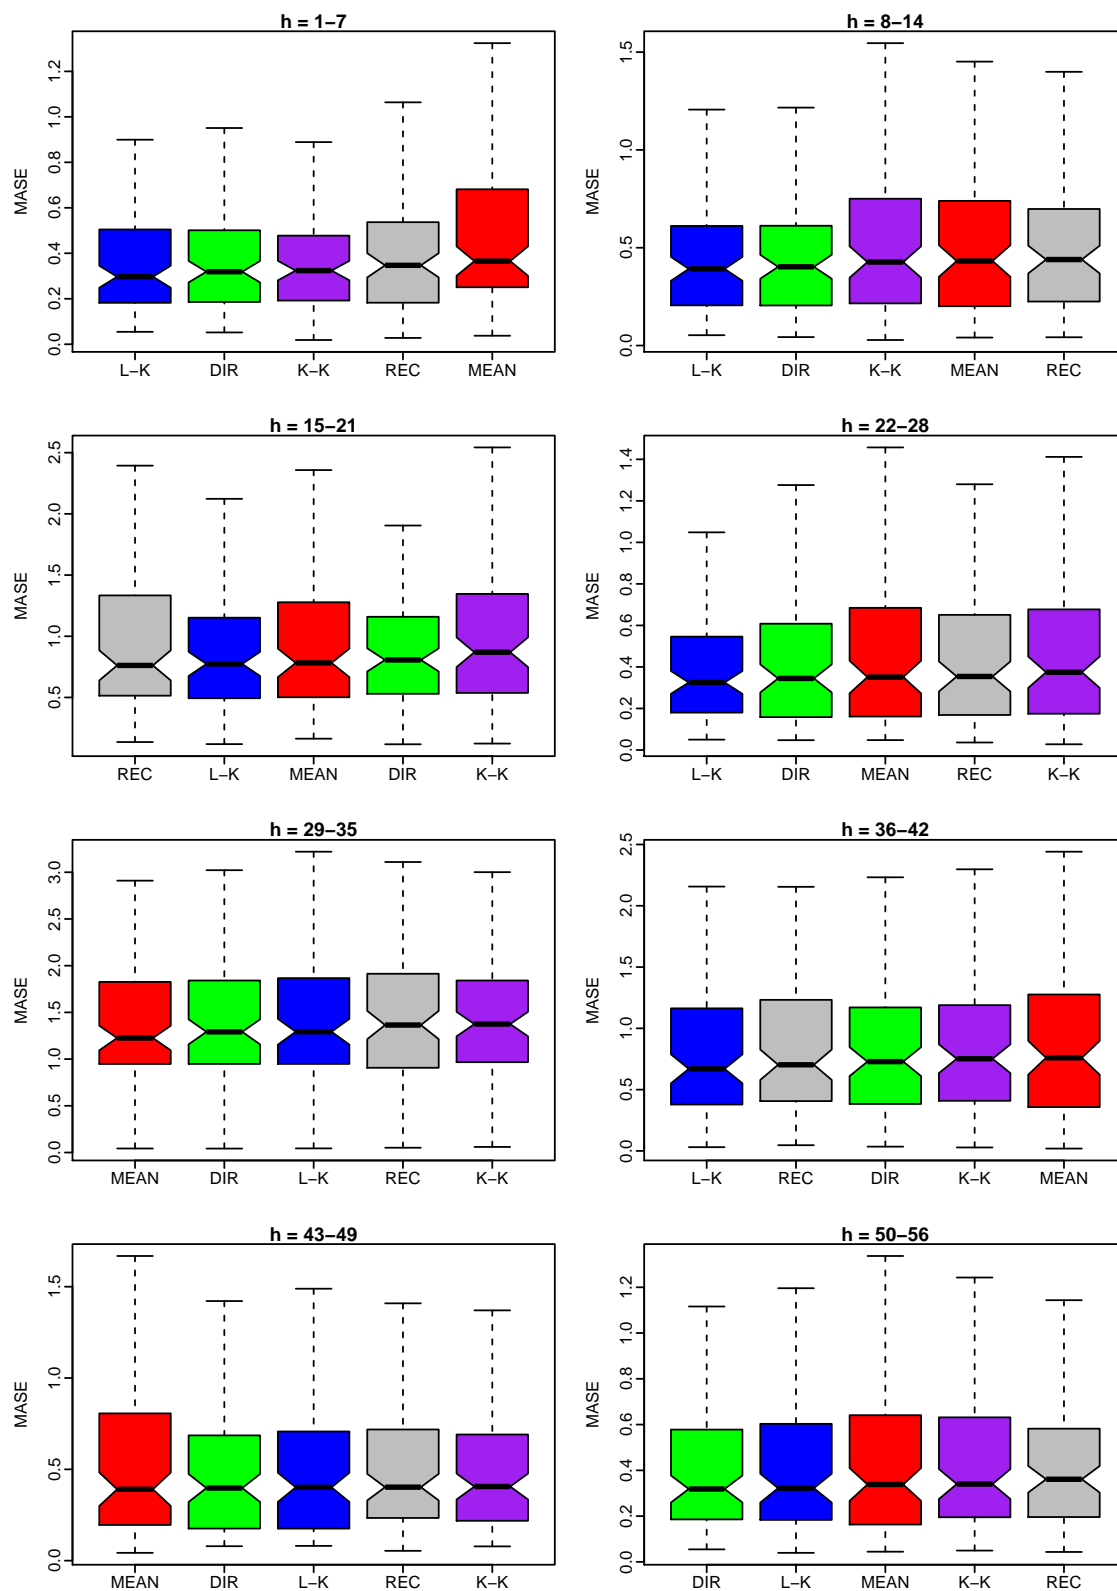 h = 1−7
MASE
0.0 0.2 0.4 0.6 0.8 1.0 1.2
L−K DIR K−K REC MEAN
h = 8−14
MASE
0.0 0.5 1.0 1.5
L−K DIR K−K MEAN REC
h = 15−21
MASE
0.5 1.0 1.5 2.0 2.5
REC L−K MEAN DIR K−K
h = 22−28
MASE
0.0 0.2 0.4 0.6 0.8 1.0 1.2 1.4
L−K DIR MEAN REC K−K
h = 29−35
MASE
0.0 0.5 1.0 1.5 2.0 2.5 3.0
MEAN DIR L−K REC K−K
h = 36−42
MASE
0.0 0.5 1.0 1.5 2.0 2.5
L−K REC DIR K−K MEAN
h = 43−49
MASE
0.0 0.5 1.0 1.5
MEAN DIR L−K REC K−K
h = 50−56
MASE
0.0 0.2 0.4 0.6 0.8 1.0 1.2
DIR L−K MEAN K−K REC